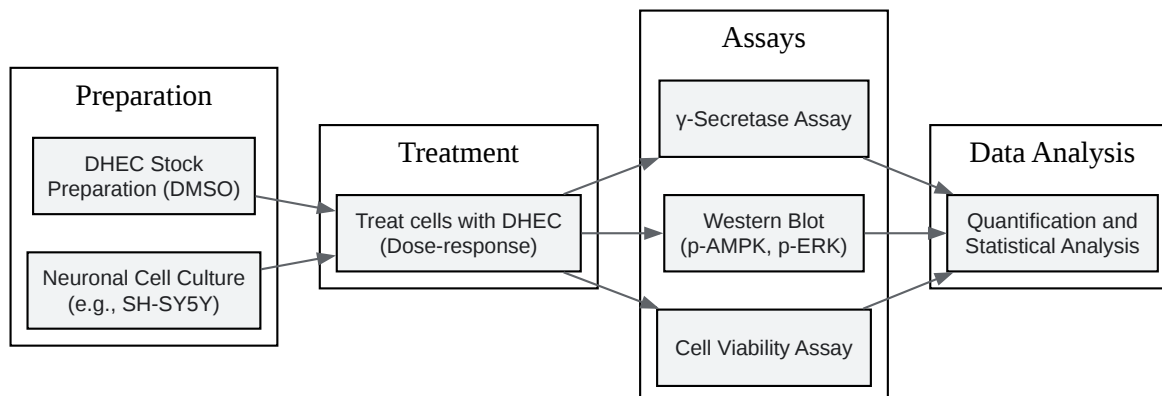 Preparation
DHEC Stock
Preparation (DMSO)
Neuronal Cell Culture
(e.g., SH-SY5Y)
Treatment
Treat cells with DHEC
(Dose-response)
Assays
γ-Secretase Assay
Western Blot
(p-AMPK, p-ERK)
Cell Viability Assay
Data Analysis
Quantification and
Statistical Analysis